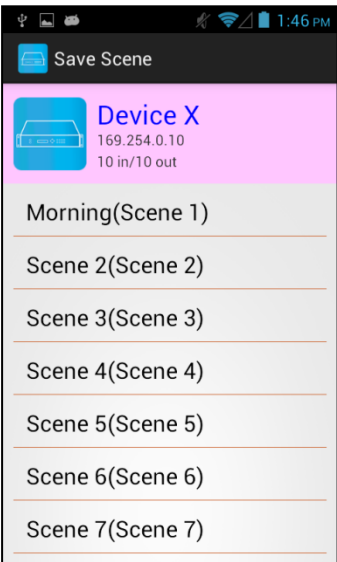 1:46 PM
Save Scene
Device X
169.254.0.10
10 in/10 out
Morning(Scene 1)
Scene 2(Scene 2)
Scene 3(Scene 3)
Scene 4(Scene 4)
Scene 5(Scene 5)
Scene 6(Scene 6)
Scene 7(Scene 7)